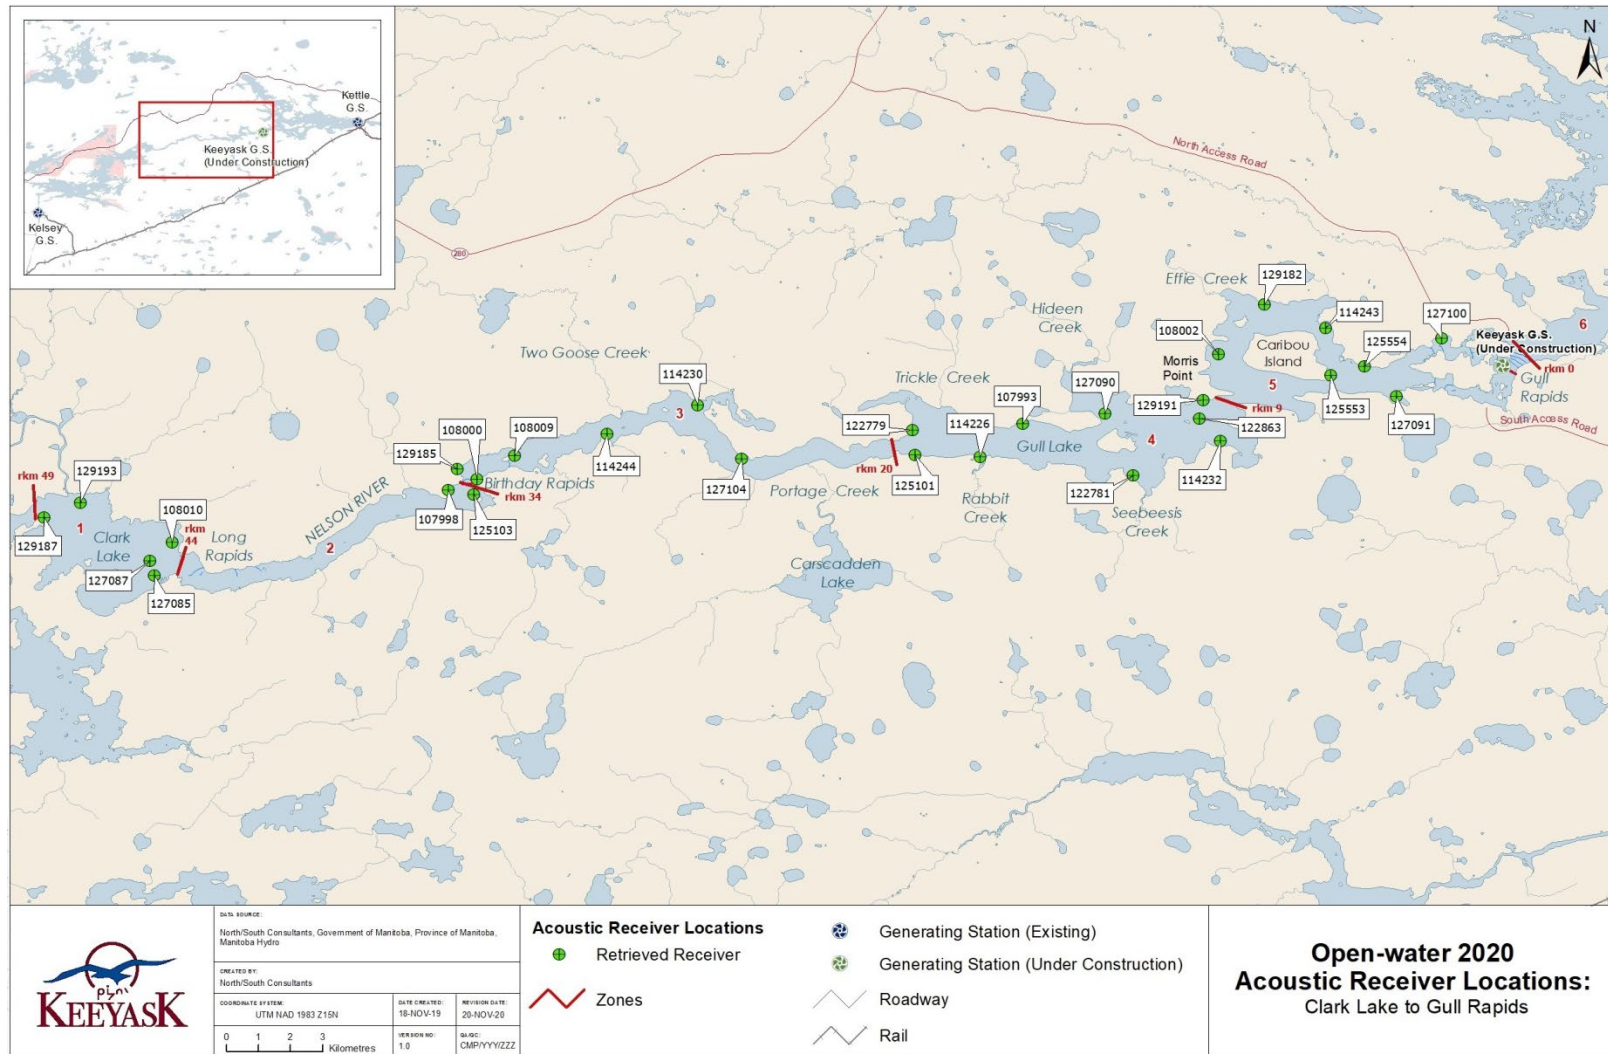 Kettle
G.S.
Keeyask G.S.
(Under Construction)
Kelsey
G.S.
N
North Access Road
280
Effie Creek
129182
114243
127100
Hideen
Creek
108002
6
Keeyask G.S.
(Under Construction)
Caribou
Island
125554
Two Goose Creek
Morris
Point
rkm 0
114230
Trickle Creek
5
Gull
Rapids
127090
107993
129191
rkm 9
3
125553
127091
South Access Road
108000
108009
122779
114226
122863
129185
Gull Lake
4
114244
rkm 20
114232
rkm 49
129193
Birthday Rapids
127104
Portage Creek
125101
122781
rkm 34
Rabbit
Creek
Seebeesis
Creek
108010
NELSON RIVER
107998
125103
1
rkm
44
129187
Clark
Lake
Long
Rapids
2
Carscadden
Lake
127087
127085
KEEYASK
DATA SOURCE:
North/South Consultants, Government of Manitoba, Province of Manitoba,
Manitoba Hydro
CREATED BY:
North/South Consultants
COORDINATE SYSTEM:
UTM NAD 1983 Z15N
DATE CREATED:
18-NOV-19
REVISION DATE:
20-NOV-20
0 1 2 3
Kilometres
VERSION NO:
1.0
QA/QC:
CMP/YYY/ZZZ
Acoustic Receiver Locations
Retrieved Receiver
Zones
Generating Station (Existing)
Generating Station (Under Construction)
Roadway
Rail
Open-water 2020
Acoustic Receiver Locations:
Clark Lake to Gull Rapids